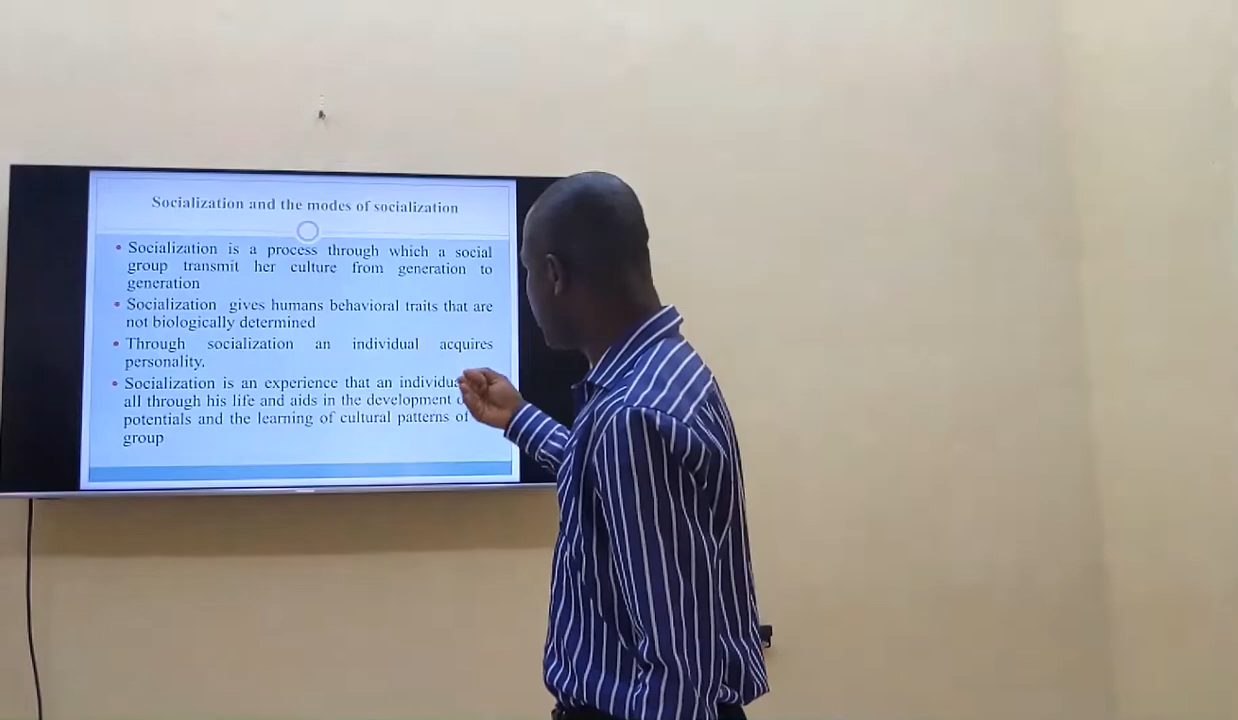 Socialization and the modes of socialization
• Socialization is a process through which a social
group transmit her culture from generation to
generation
• Socialization gives humans behavioral traits that are
not biologically determined
• Through socialization an individual acquires
personality.
• Socialization is an experience that an
all through his life and aids in the development
potentials and the learning of cultural patterns of
group